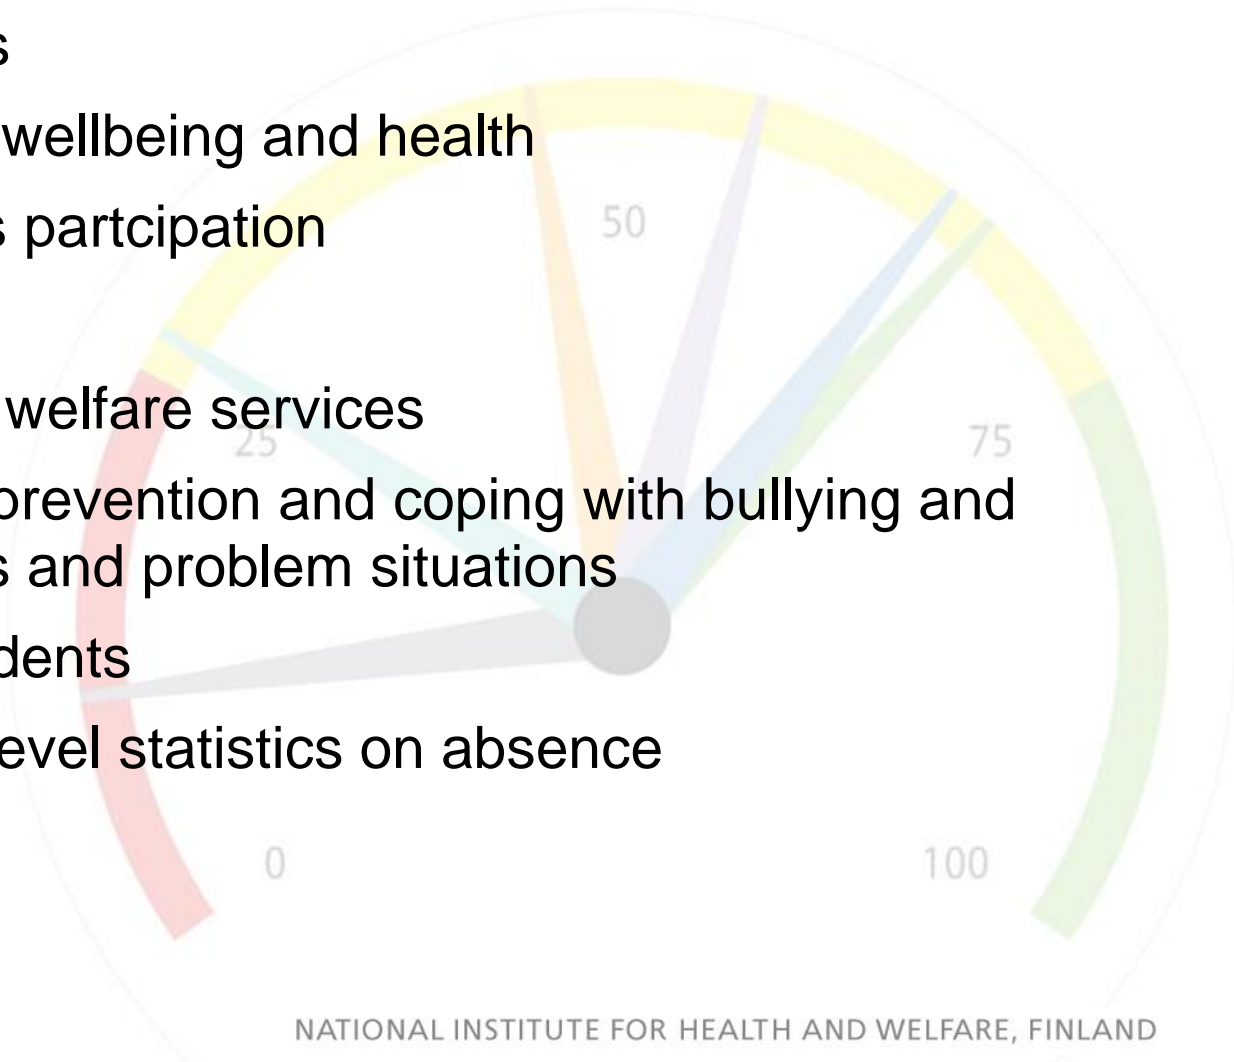 s
wellbeing and health
s partcipation
50
welfare services
25
75
prevention and coping with bullying and
s and problem situations
dents
evel statistics on absence
0
100
NATIONAL INSTITUTE FOR HEALTH AND WELFARE, FINLAND